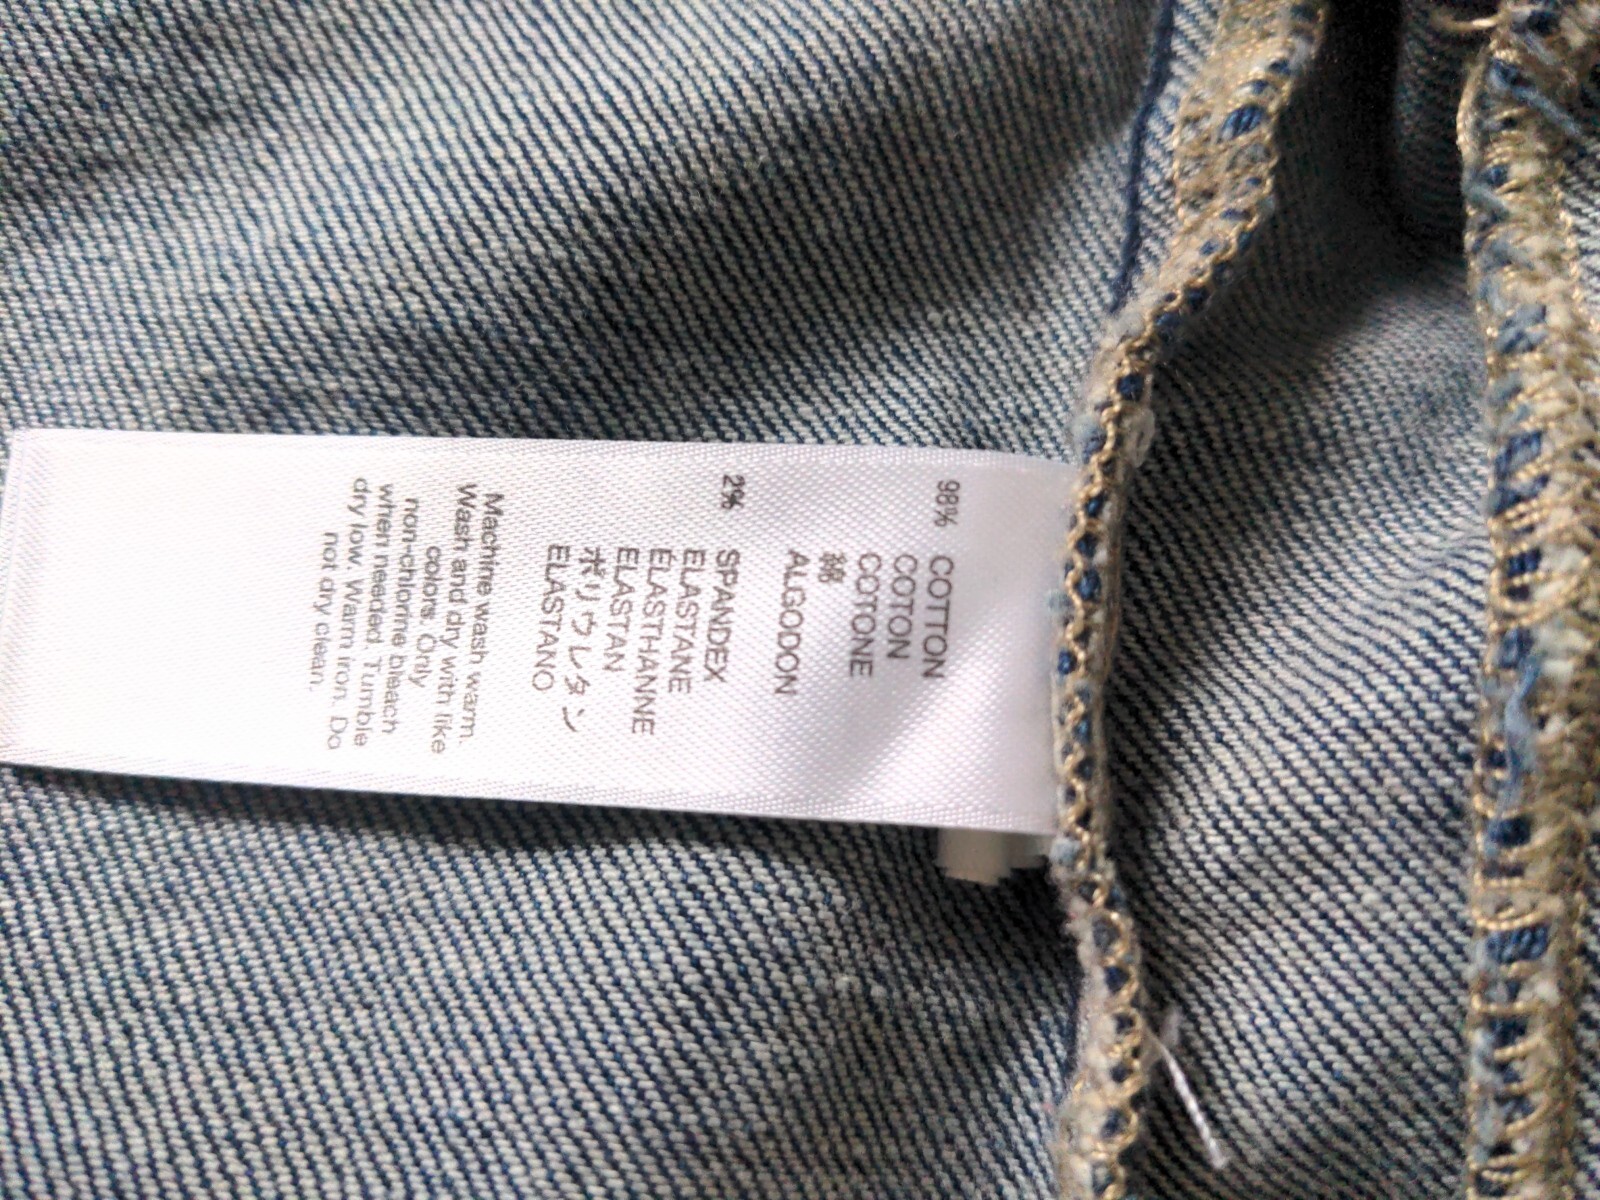 98% COTTON
COTON
COTONE
綿
ALGODON
2% SPANDEX
ELASTANE
ELASTHANNE
ELASTAN
ポリウレタン
ELASTANO
Machine wash warm.
Wash and dry with like
colors. Only
non-chlorine bleach
when needed. Tumble
dry low. Warm iron. Do
not dry clean.